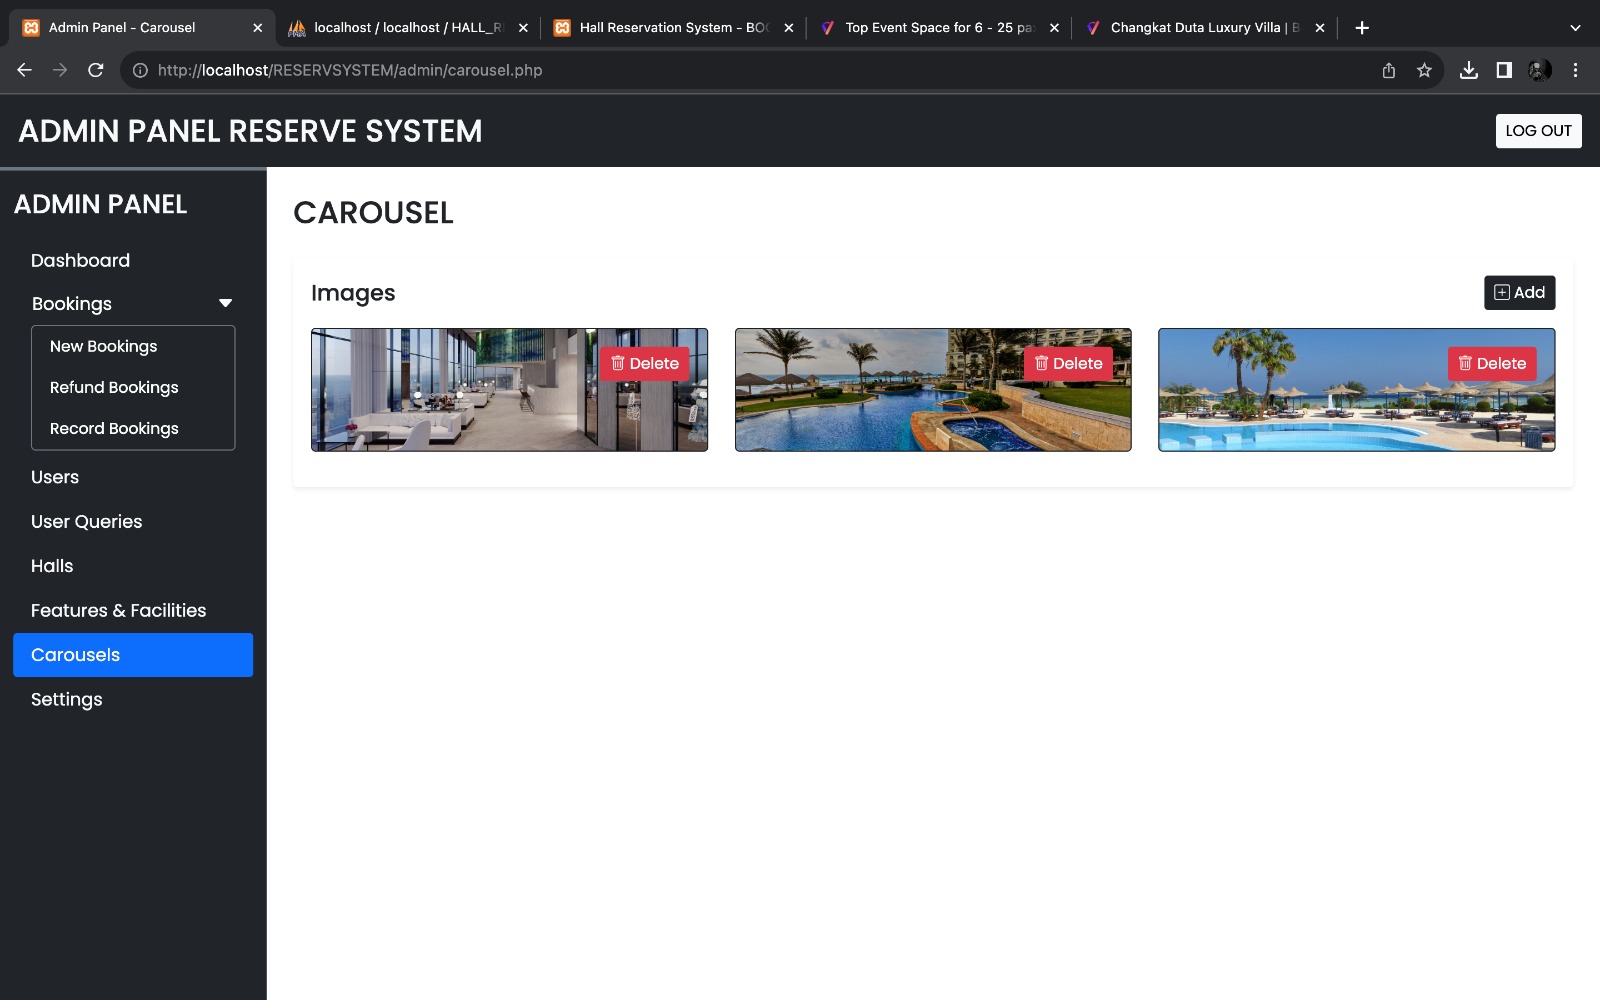 Admin Panel - Carousel
localhost / localhost / HALL_R
Hall Reservation System - BOO
Top Event Space for 6 - 25 pa
Changkat Duta Luxury Villa | B
http://localhost/RESERVSYSTEM/admin/carousel.php
ADMIN PANEL RESERVE SYSTEM
LOG OUT
ADMIN PANEL
Dashboard
Bookings
New Bookings
Refund Bookings
Record Bookings
Users
User Queries
Halls
Features & Facilities
Carousels
Settings
CAROUSEL
Images
Add
Delete
Delete
Delete